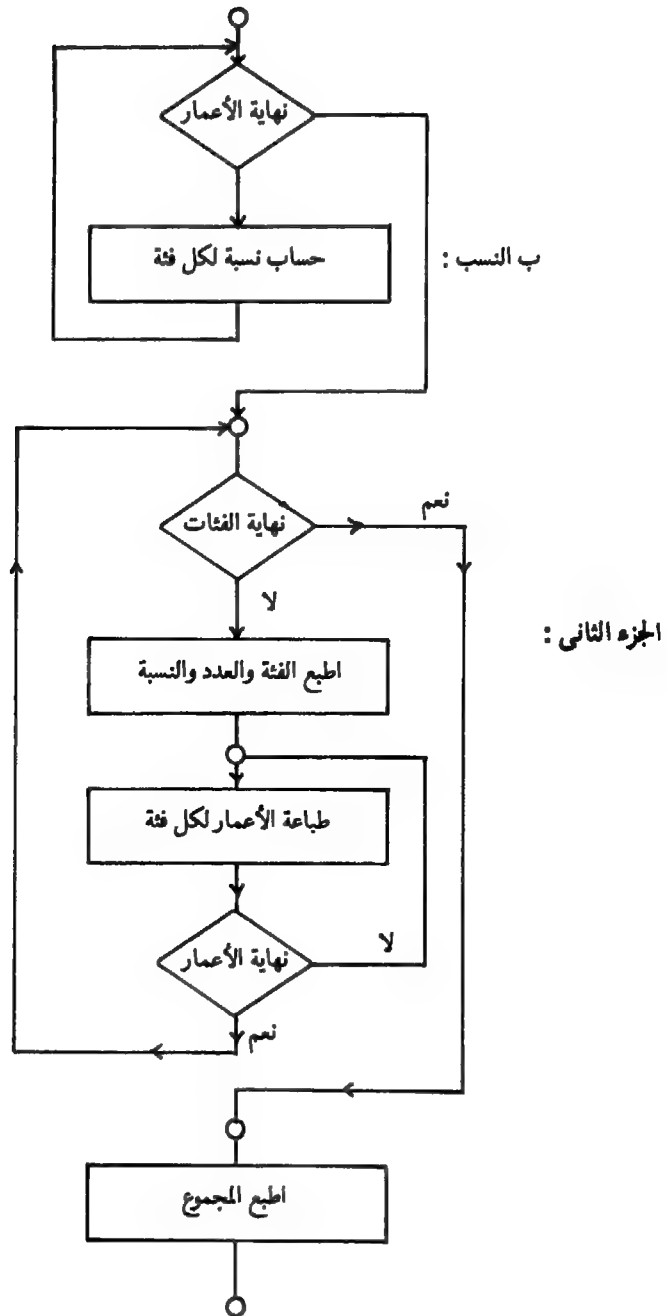 نهاية الأعمار
ب النسب :
حساب نسبة لكل فئة
نعم
نهاية الفئات
لا
الجزء الثانى :
اطبع الفئة والعدد والنسبة
طباعة الأعمار لكل فئة
لا
نهاية الأعمار
نعم
اطبع المجموع